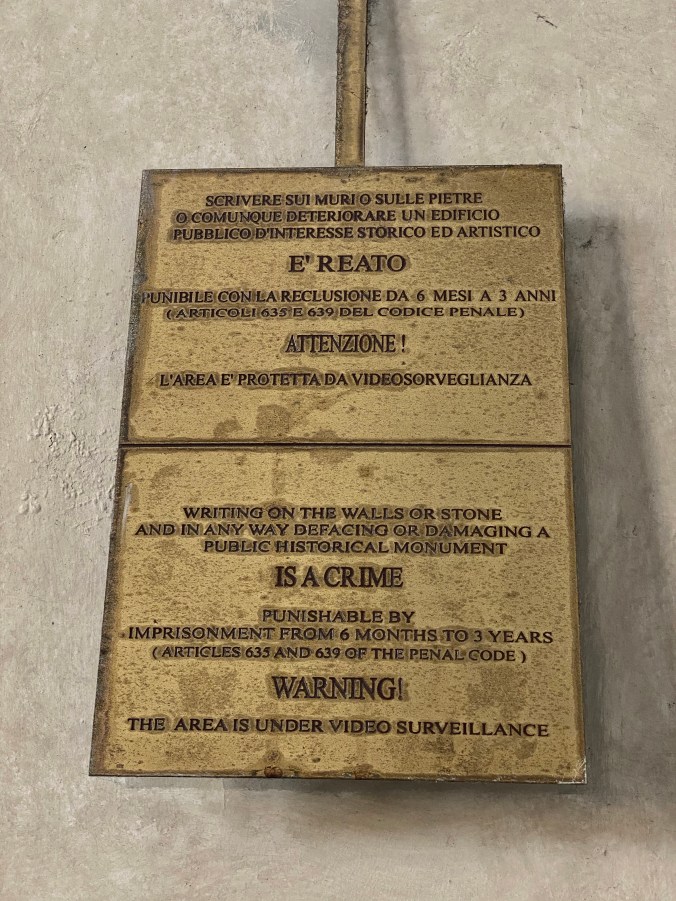 SCRIVERE SUI MURI O SULLE PIETRE
O COMUNQUE DETERIORARE UN EDIFICIO
PUBBLICO D'INTERESSE STORICO ED ARTISTICO
E' REATO
PUNIBILE CON LA RECLUSIONE DA 6 MESI A 3 ANNI
( ARTICOLI 635 E 639 DEL CODICE PENALE )
ATTENZIONE !
L'AREA E' PROTETTA DA VIDEOSORVEGLIANZA
WRITING ON THE WALLS OR STONE
AND IN ANY WAY DEFACING OR DAMAGING A
PUBLIC HISTORICAL MONUMENT
IS A CRIME
PUNISHABLE BY
IMPRISONMENT FROM 6 MONTHS TO 3 YEARS
( ARTICLES 635 AND 639 OF THE PENAL CODE )
WARNING!
THE AREA IS UNDER VIDEO SURVEILLANCE